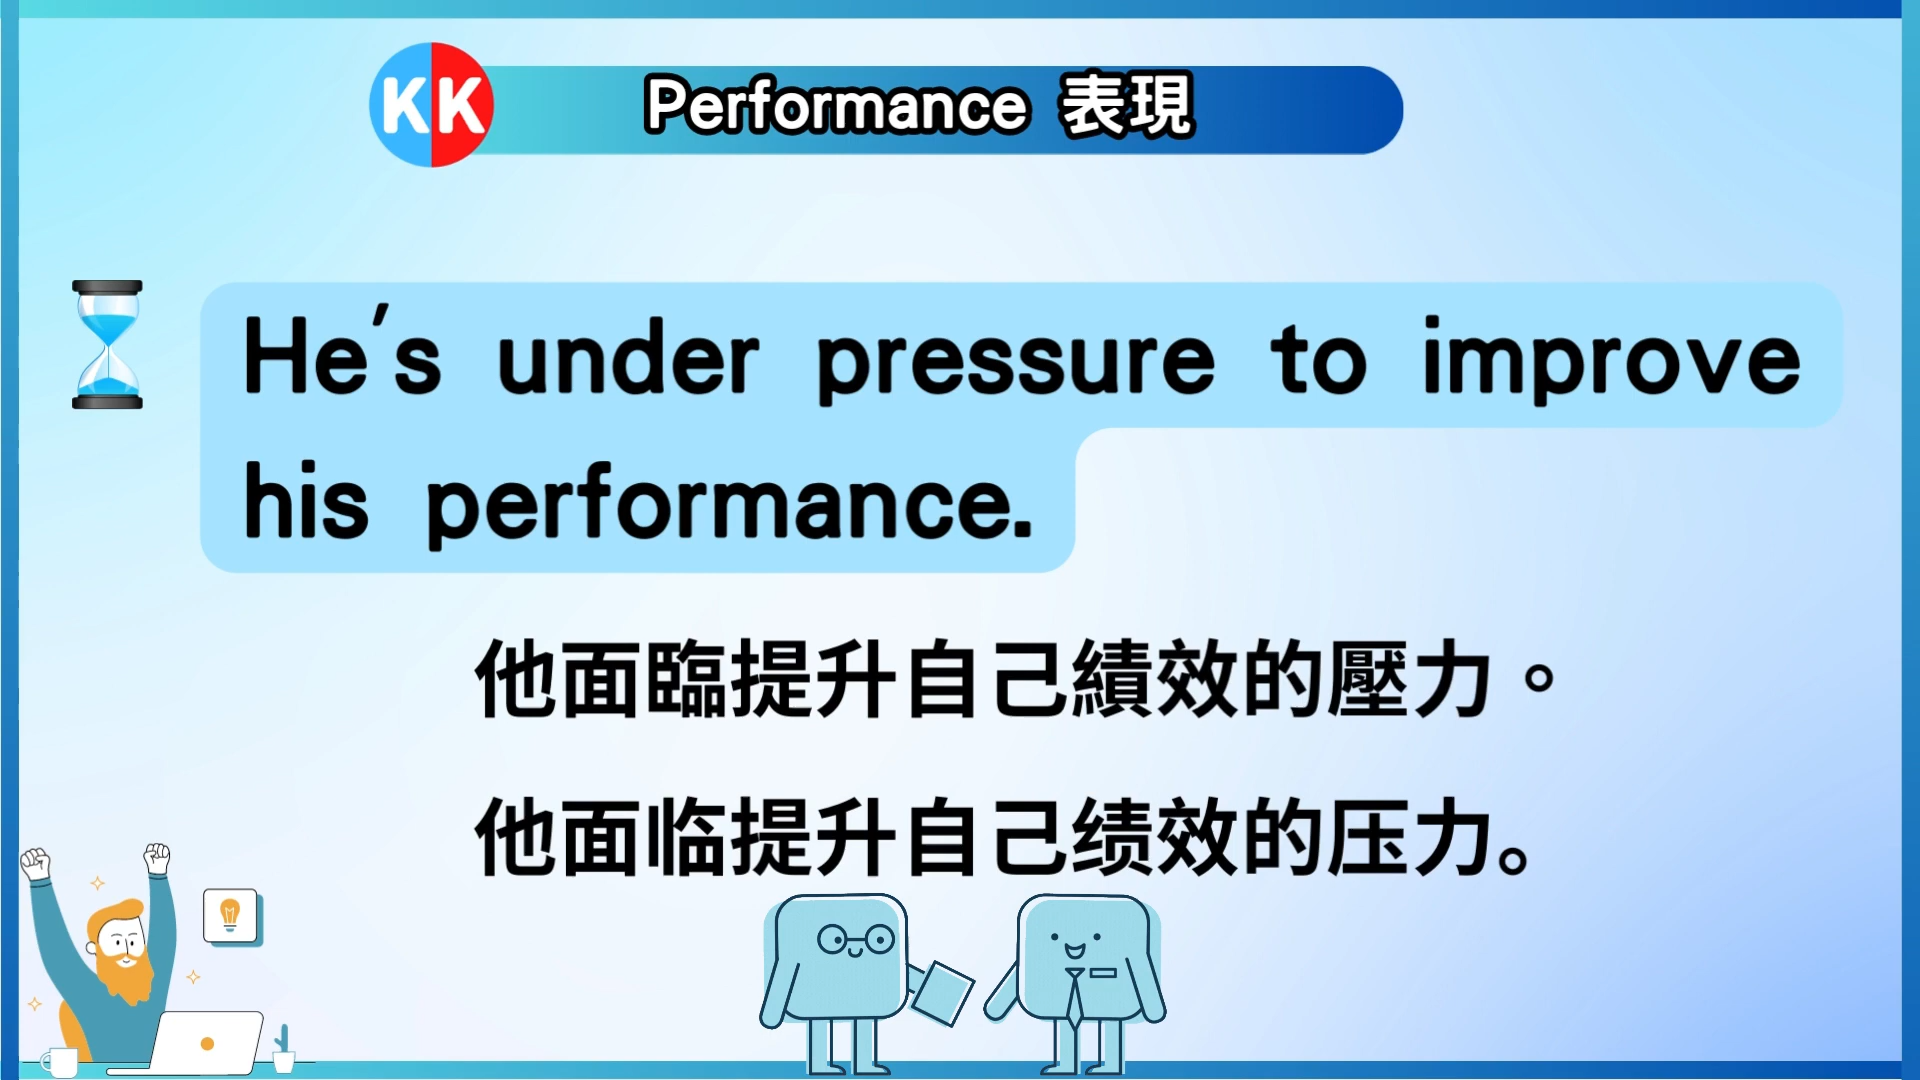 KK Performance 表現
He's under pressure to improve
his performance.
他面臨提升自己績效的壓力。
他面临提升自己绩效的压力。